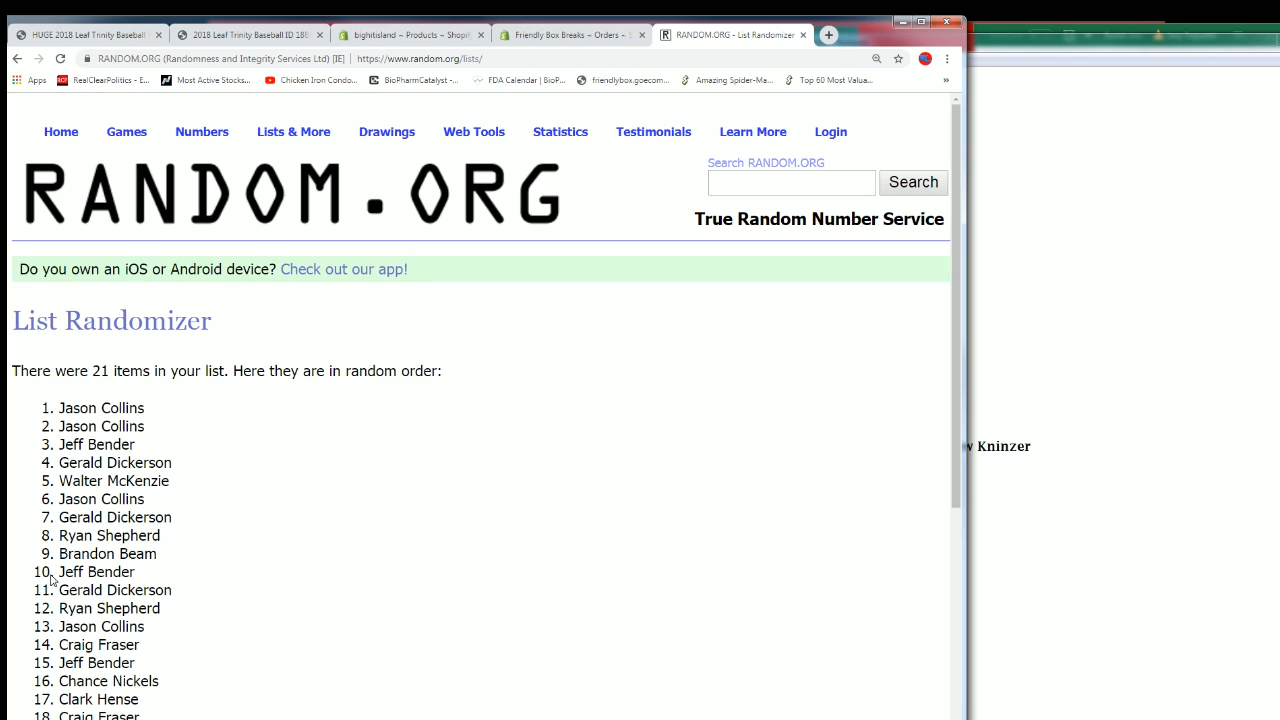 HUGE 2018 Leaf Trinity Baseball
2018 Leaf Trinity Baseball ID 18B
bighitsland ~ Products ~ Shopif
Friendly Box Breaks ~ Orders ~ S
RANDOM.ORG - List Randomizer
RANDOM.ORG (Randomness and Integrity Services Ltd) [IE] https://www.random.org/lists/
Apps RealClearPolitics - E... Most Active Stocks... Chicken Iron Condo... BioPharmCatalyst -... FDA Calendar | BioP... friendlybox.goecom... Amazing Spider-Ma... Top 60 Most Valua... »
Home Games Numbers Lists & More Drawings Web Tools Statistics Testimonials Learn More Login
RANDOM.ORG
Search RANDOM.ORG
Search
True Random Number Service
Do you own an iOS or Android device? Check out our app!
List Randomizer
There were 21 items in your list. Here they are in random order:
1. Jason Collins
2. Jason Collins
3. Jeff Bender
4. Gerald Dickerson
5. Walter McKenzie
6. Jason Collins
7. Gerald Dickerson
8. Ryan Shepherd
9. Brandon Beam
10. Jeff Bender
11. Gerald Dickerson
12. Ryan Shepherd
13. Jason Collins
14. Craig Fraser
15. Jeff Bender
16. Chance Nickels
17. Clark Hense
18. Craig Fraser
w Kninzer